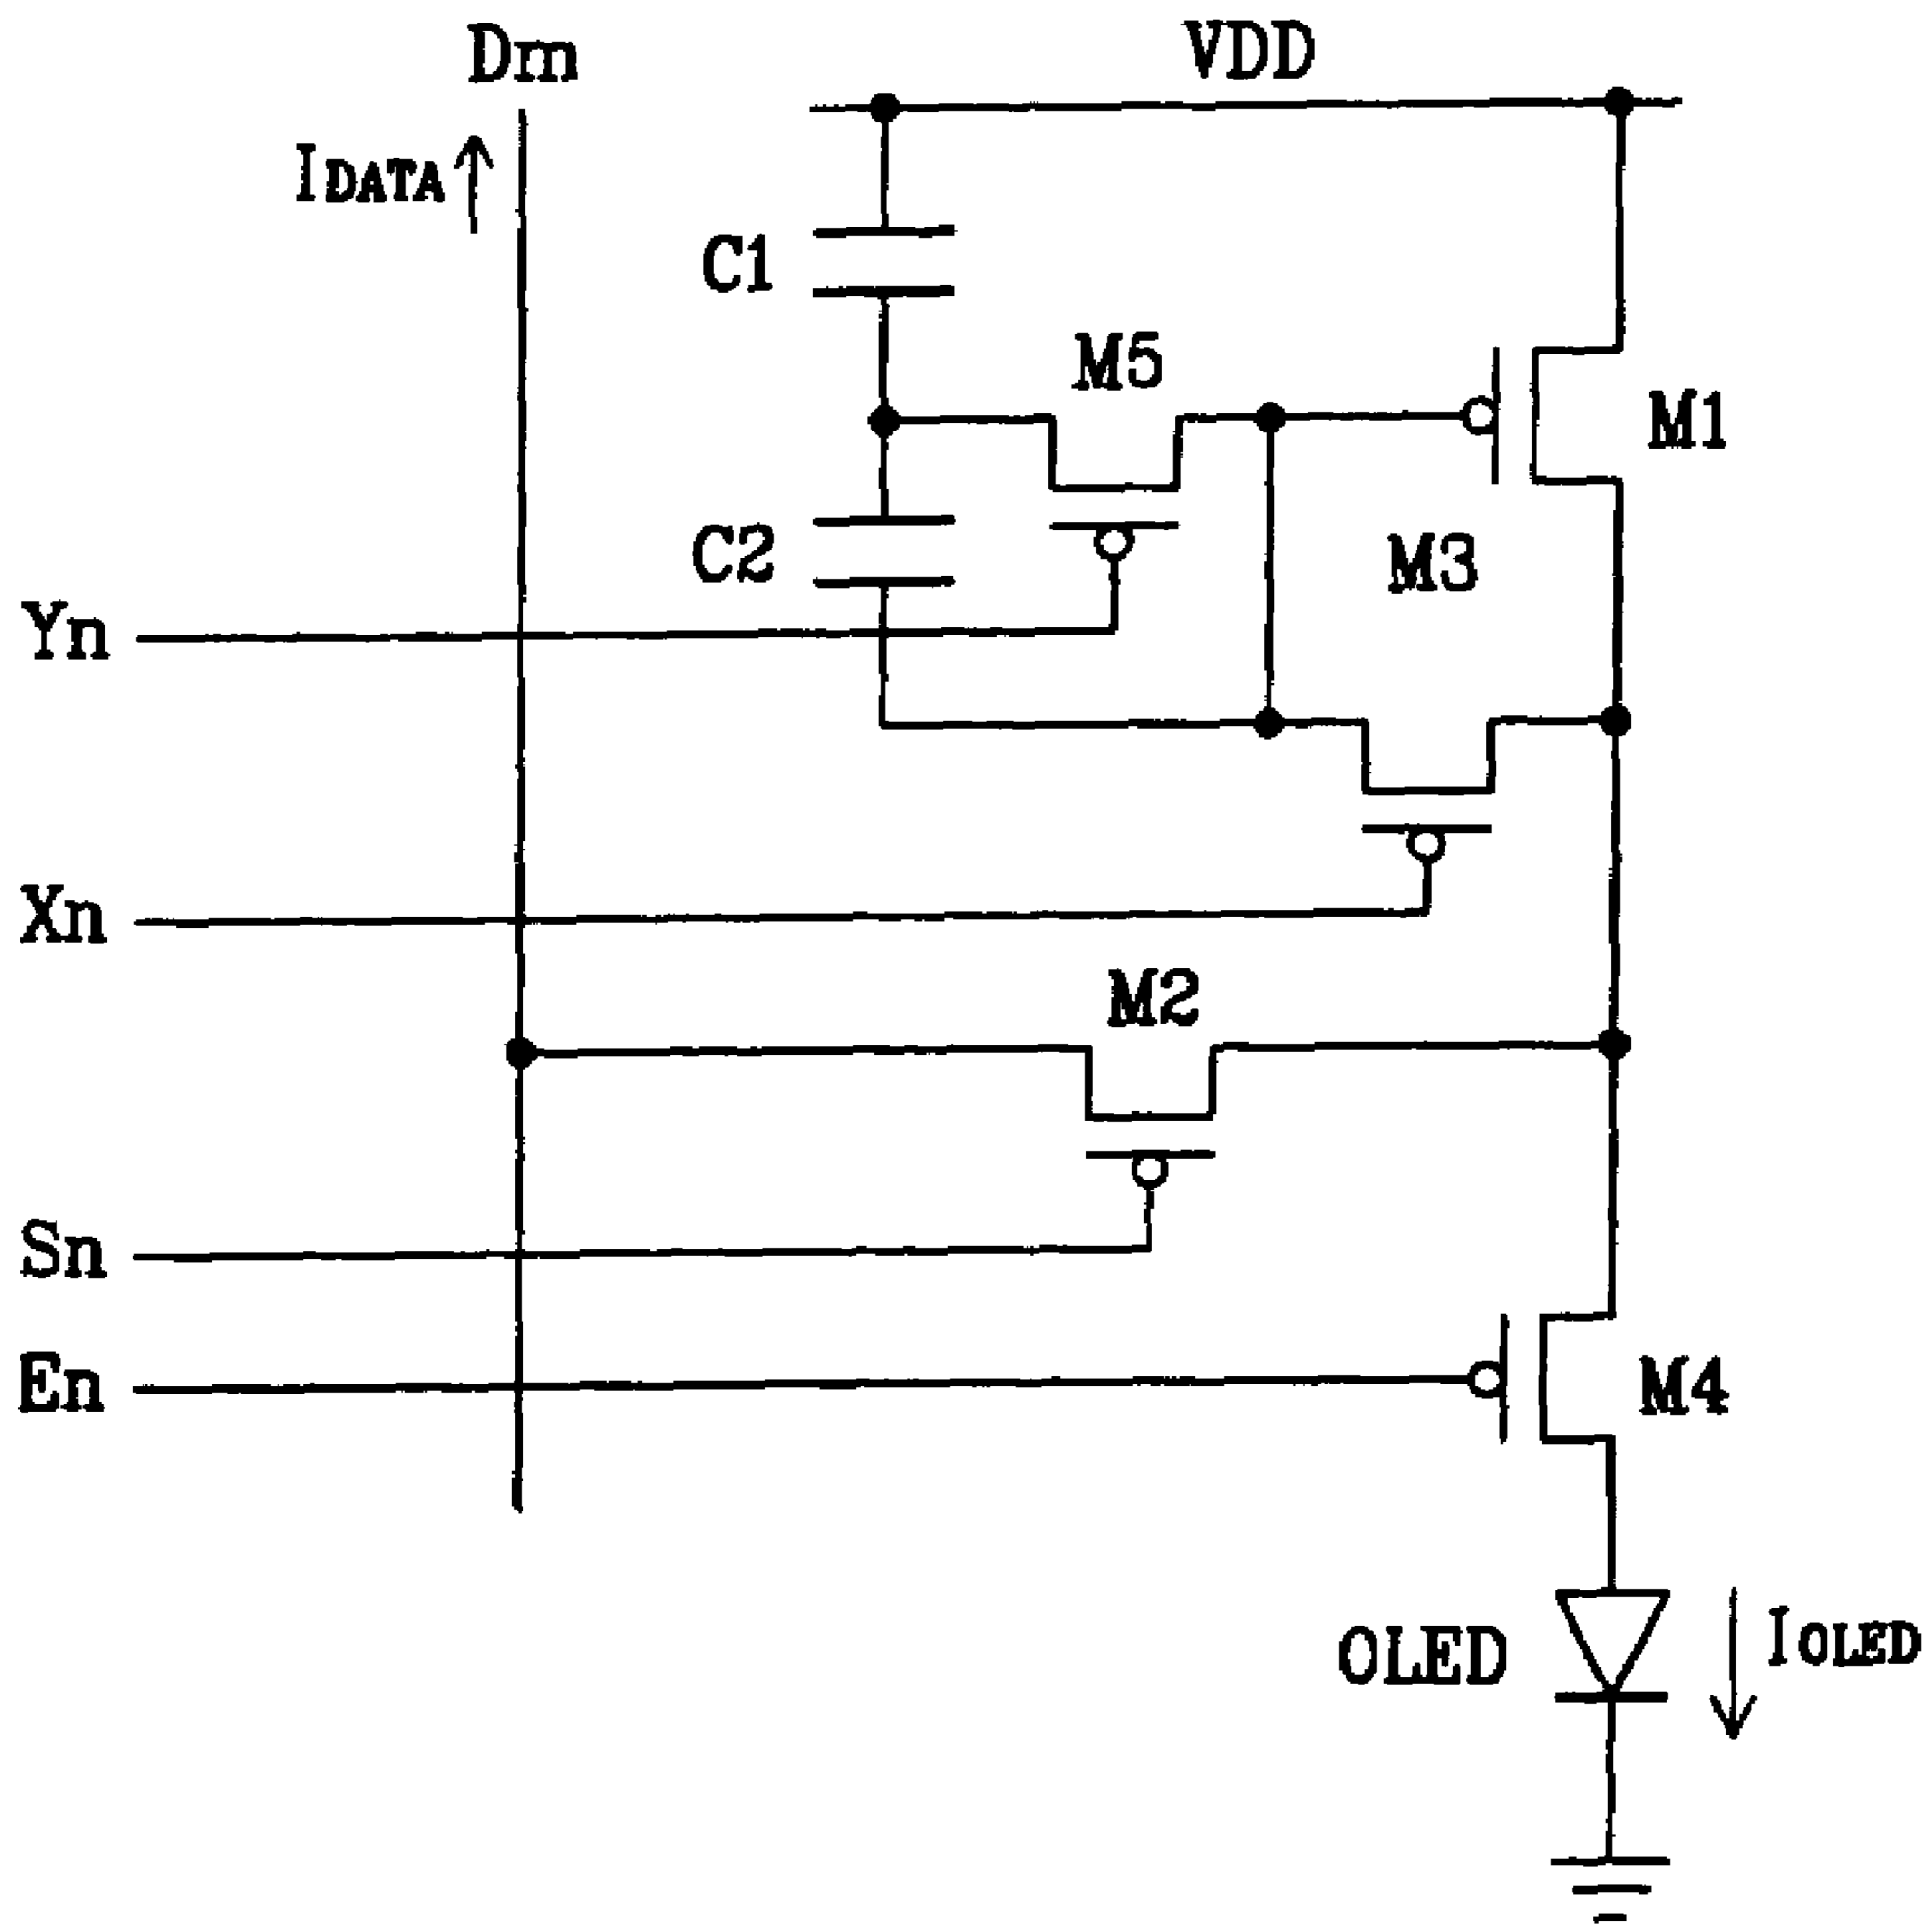 Dm
VDD
IDATA
C1
M5
M1
C2
M3
Yn
Xn
M2
Sn
En
M4
OLED
IOLED